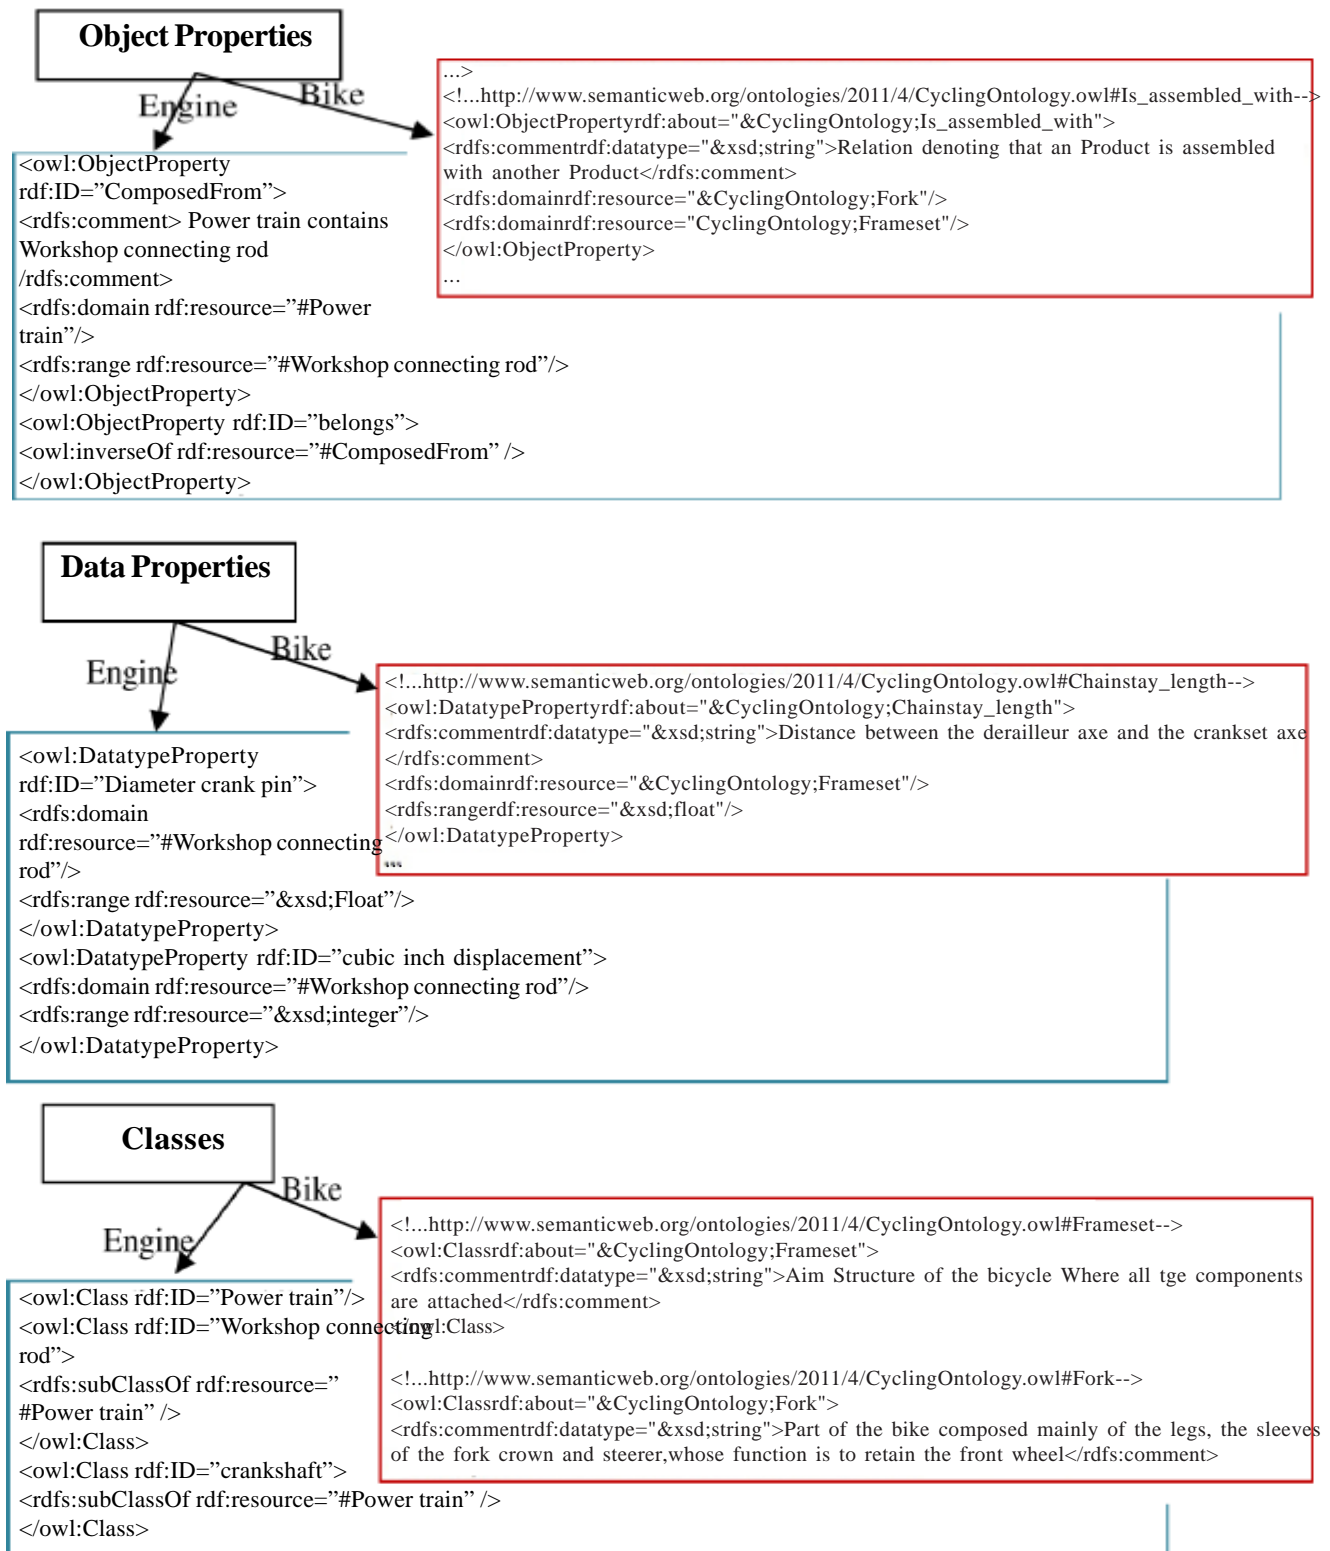 Object Properties
Engine
Bike
...>
<!...http://www.semanticweb.org/ontologies/2011/4/CyclingOntology.owl#Is_assembled_with-->
<owl:ObjectPropertyrdf:about="&CyclingOntology;Is_assembled_with">
<rdfs:commentrdf:datatype="&xsd;string">Relation denoting that an Product is assembled
with another Product</rdfs:comment>
<rdfs:domainrdf:resource="&CyclingOntology;Fork"/>
<rdfs:domainrdf:resource="CyclingOntology;Frameset"/>
</owl:ObjectProperty>
...
<owl:ObjectProperty
rdf:ID=”ComposedFrom”>
<rdfs:comment> Power train contains
Workshop connecting rod
/rdfs:comment>
<rdfs:domain rdf:resource=”#Power
train”/>
<rdfs:range rdf:resource=”#Workshop connecting rod”/>
</owl:ObjectProperty>
<owl:ObjectProperty rdf:ID=”belongs”>
<owl:inverseOf rdf:resource=”#ComposedFrom” />
</owl:ObjectProperty>
Data Properties
Engine
Bike
<!...http://www.semanticweb.org/ontologies/2011/4/CyclingOntology.owl#Chainstay_length-->
<owl:DatatypePropertyrdf:about="&CyclingOntology;Chainstay_length">
<rdfs:commentrdf:datatype="&xsd;string">Distance between the derailleur axe and the crankset axe
</rdfs:comment>
<rdfs:domainrdf:resource="&CyclingOntology;Frameset"/>
<rdfs:rangerdf:resource="&xsd;float"/>
</owl:DatatypeProperty>
...
<owl:DatatypeProperty
rdf:ID=”Diameter crank pin”>
<rdfs:domain
rdf:resource=”#Workshop connecting
rod”/>
<rdfs:range rdf:resource=”&xsd;Float”/>
</owl:DatatypeProperty>
<owl:DatatypeProperty rdf:ID=”cubic inch displacement”>
<rdfs:domain rdf:resource=”#Workshop connecting rod”/>
<rdfs:range rdf:resource=”&xsd;integer”/>
</owl:DatatypeProperty>
Classes
Engine
Bike
<!...http://www.semanticweb.org/ontologies/2011/4/CyclingOntology.owl#Frameset-->
<owl:Classrdf:about="&CyclingOntology;Frameset">
<rdfs:commentrdf:datatype="&xsd;string">Aim Structure of the bicycle Where all tge components
are attached</rdfs:comment>
</owl:Class>
<!...http://www.semanticweb.org/ontologies/2011/4/CyclingOntology.owl#Fork-->
<owl:Classrdf:about="&CyclingOntology;Fork">
<rdfs:commentrdf:datatype="&xsd;string">Part of the bike composed mainly of the legs, the sleeves
of the fork crown and steerer,whose function is to retain the front wheel</rdfs:comment>
<owl:Class rdf:ID=”Power train”/>
<owl:Class rdf:ID=”Workshop connecting
rod”>
<rdfs:subClassOf rdf:resource=”
#Power train” />
</owl:Class>
<owl:Class rdf:ID=”crankshaft”>
<rdfs:subClassOf rdf:resource=”#Power train” />
</owl:Class>